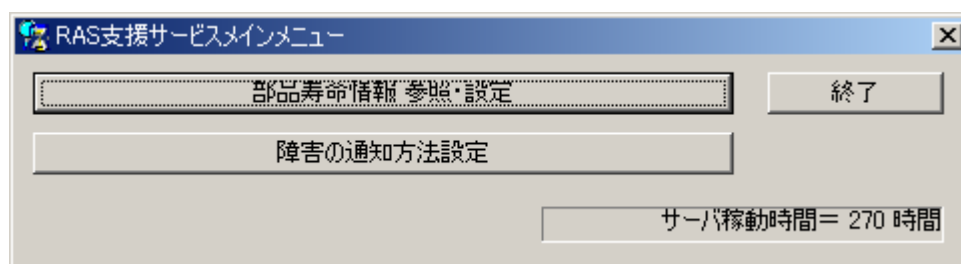 RAS支援サービスメインメニュー
部品寿命情報 参照・設定
終了
障害の通知方法設定
サーバ稼動時間＝ 270 時間